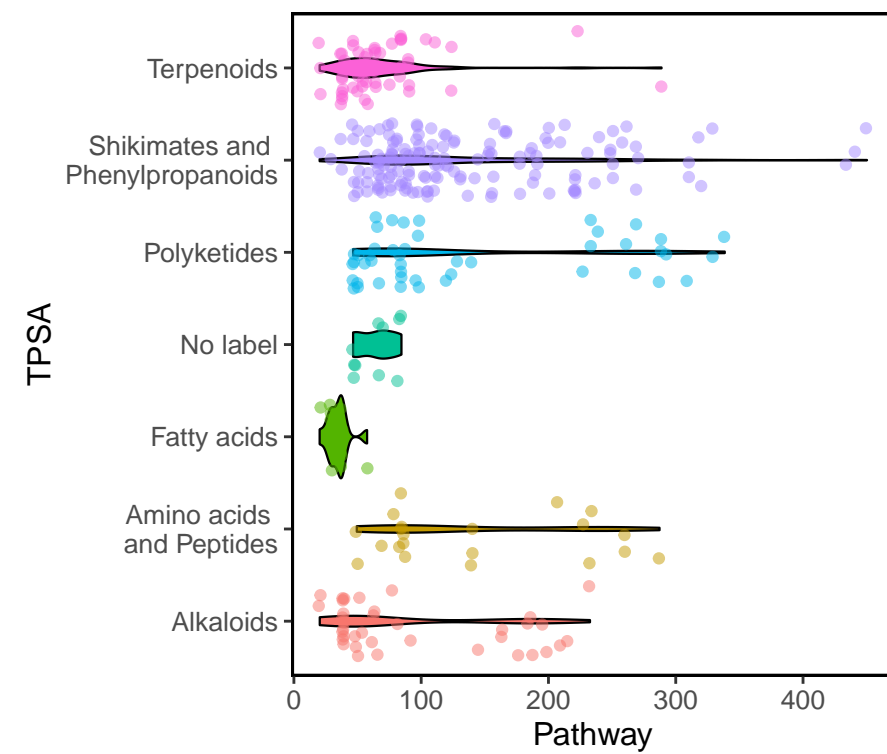 Terpenoids
Shikimates and
Phenylpropanoids
Polyketides
No label
Fatty acids
Amino acids
and Peptides
Alkaloids
TPSA
0 100 200 300 400
Pathway